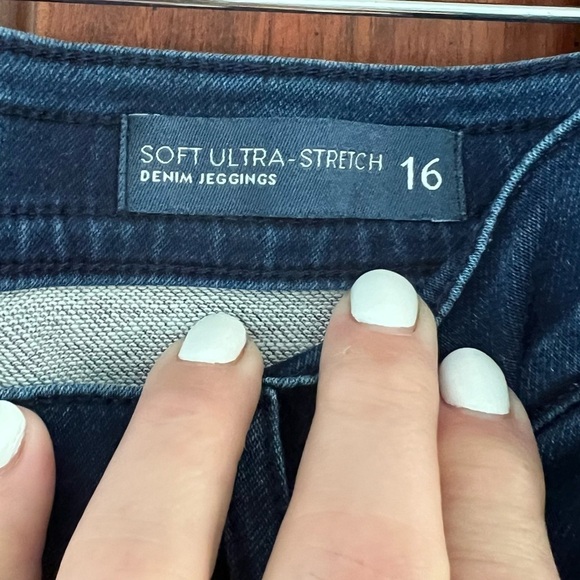 SOFT ULTRA-STRETCH 16
DENIM JEGGINGS